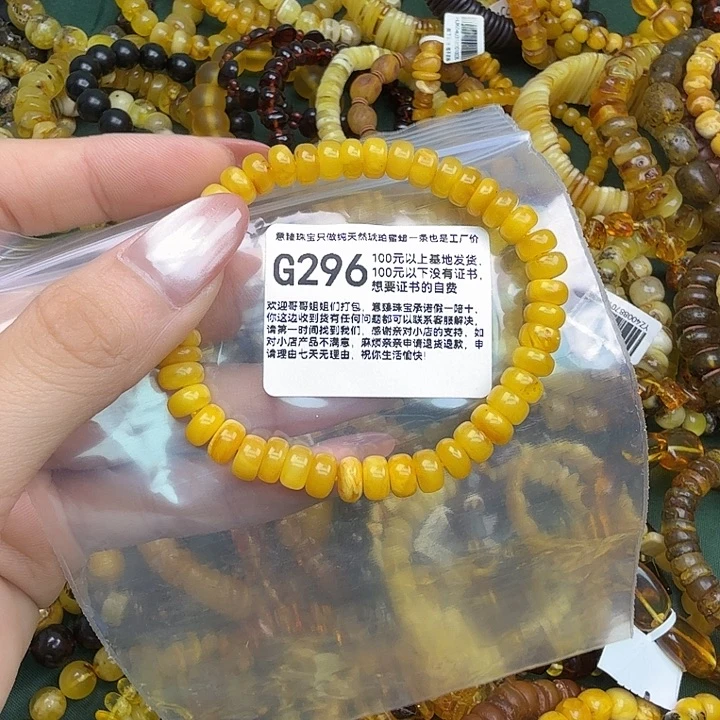 意臻珠宝只做纯天然琥珀蜜蜡一条也是工厂价
G296
100元以上基地发货，
100元以下没有证书，
想要证书的自费
欢迎哥哥姐姐们打包，意臻珠宝承诺假一赔十，
你这边收到货有任何问题都可以联系客服解决，
请第一时间找到我们，感谢亲对小店的支持，如
对小店产品不满意，麻烦亲亲申请退货退款，申
请理由七天无理由，祝你生活愉快！